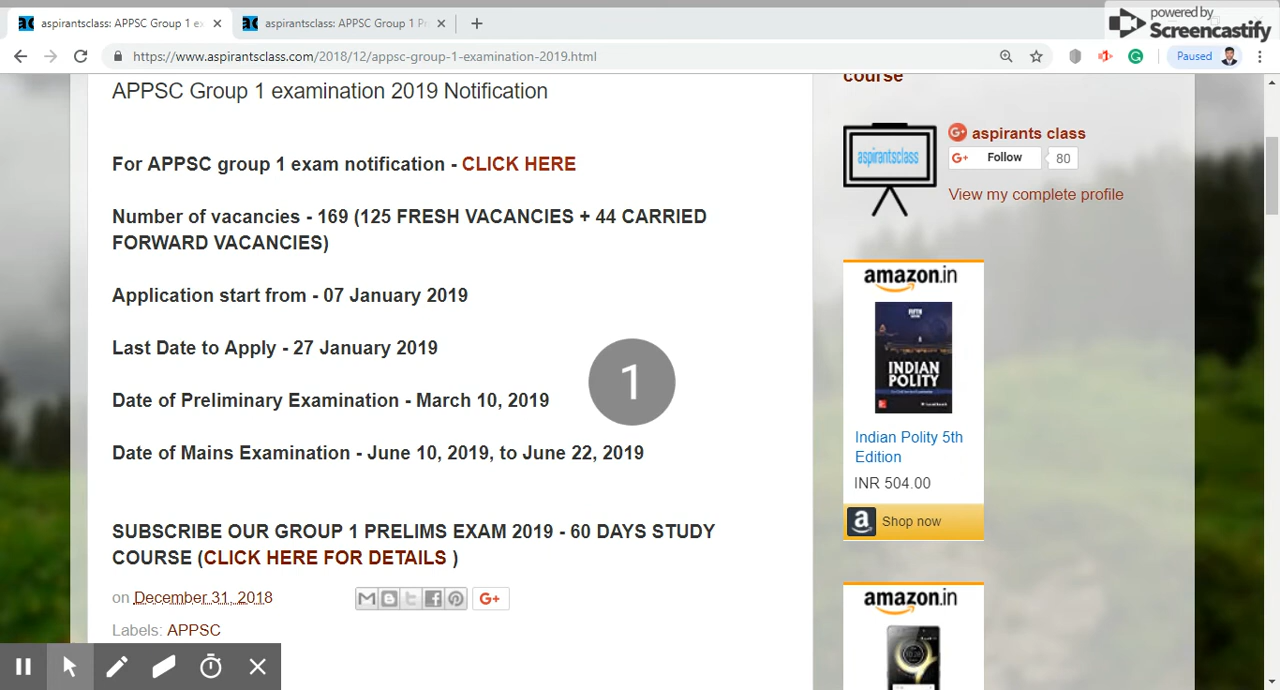 aspirantsclass: APPSC Group 1 ex
aspirantsclass: APPSC Group 1 Pr
powered by
Screencastify
https://www.aspirantsclass.com/2018/12/appsc-group-1-examination-2019.html
Paused
APPSC Group 1 examination 2019 Notification
For APPSC group 1 exam notification - CLICK HERE
Number of vacancies - 169 (125 FRESH VACANCIES + 44 CARRIED
FORWARD VACANCIES)
Application start from - 07 January 2019
Last Date to Apply - 27 January 2019
1
Date of Preliminary Examination - March 10, 2019
Date of Mains Examination - June 10, 2019, to June 22, 2019
SUBSCRIBE OUR GROUP 1 PRELIMS EXAM 2019 - 60 DAYS STUDY
COURSE (CLICK HERE FOR DETAILS )
on December 31, 2018
G+
Labels: APPSC
course
aspirantsclass
G+ aspirants class
G+ Follow 80
View my complete profile
amazon.in
FIFTH
INDIAN
POLITY
Indian Polity 5th
Edition
INR 504.00
a Shop now
amazon.in